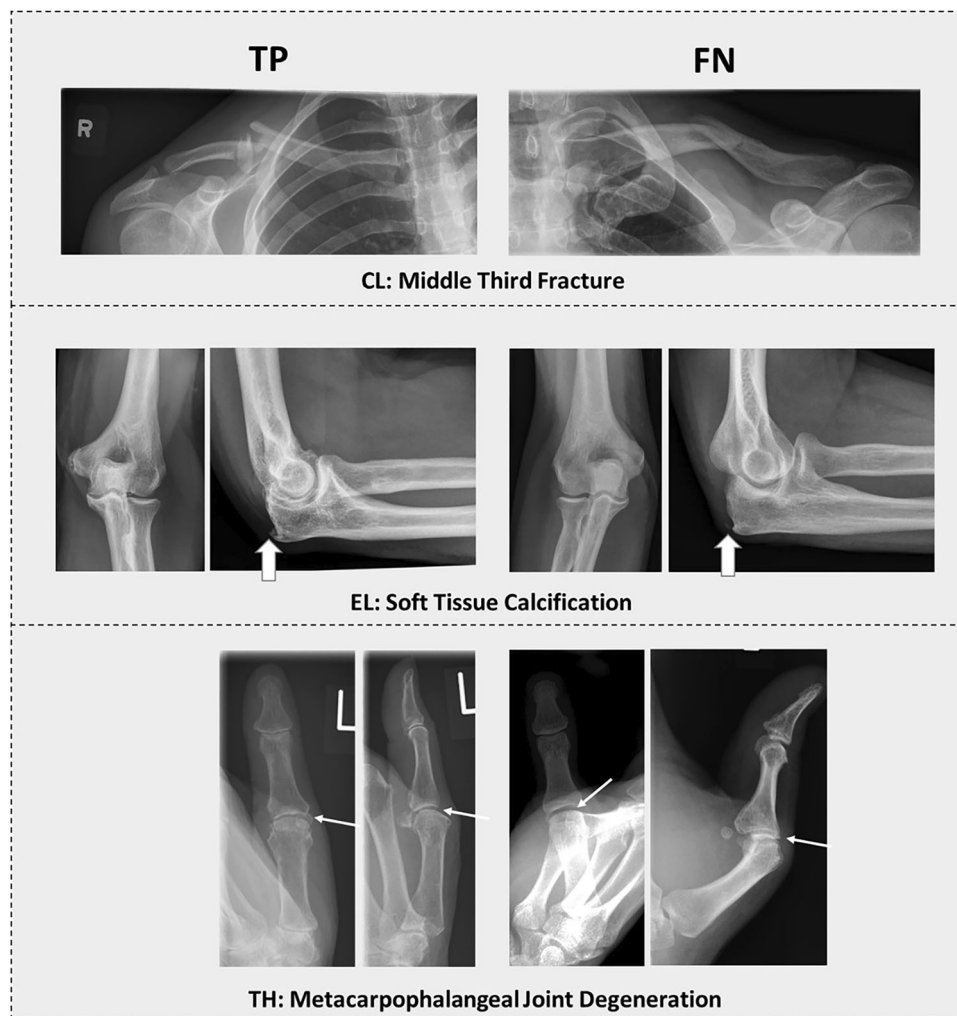 TP
FN
R
CL: Middle Third Fracture
EL: Soft Tissue Calcification
L
L
TH: Metacarpophalangeal Joint Degeneration